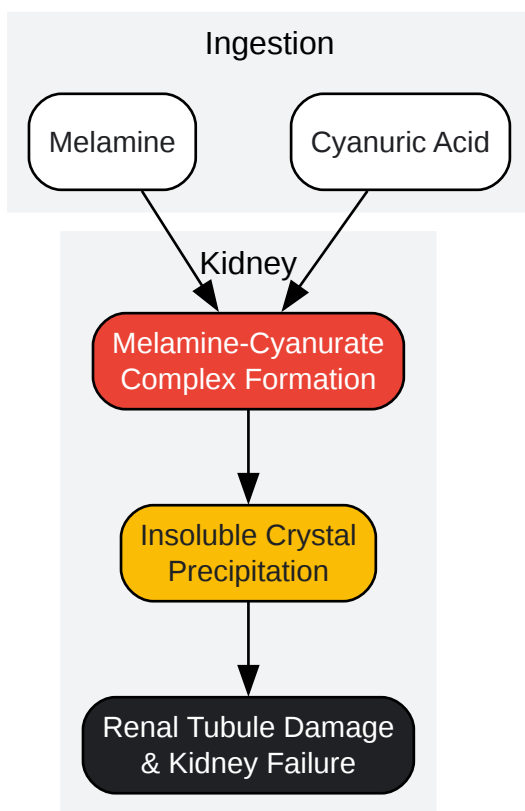 Ingestion
Melamine
Cyanuric Acid
Kidney
Melamine-Cyanurate
Complex Formation
Insoluble Crystal
Precipitation
Renal Tubule Damage
& Kidney Failure